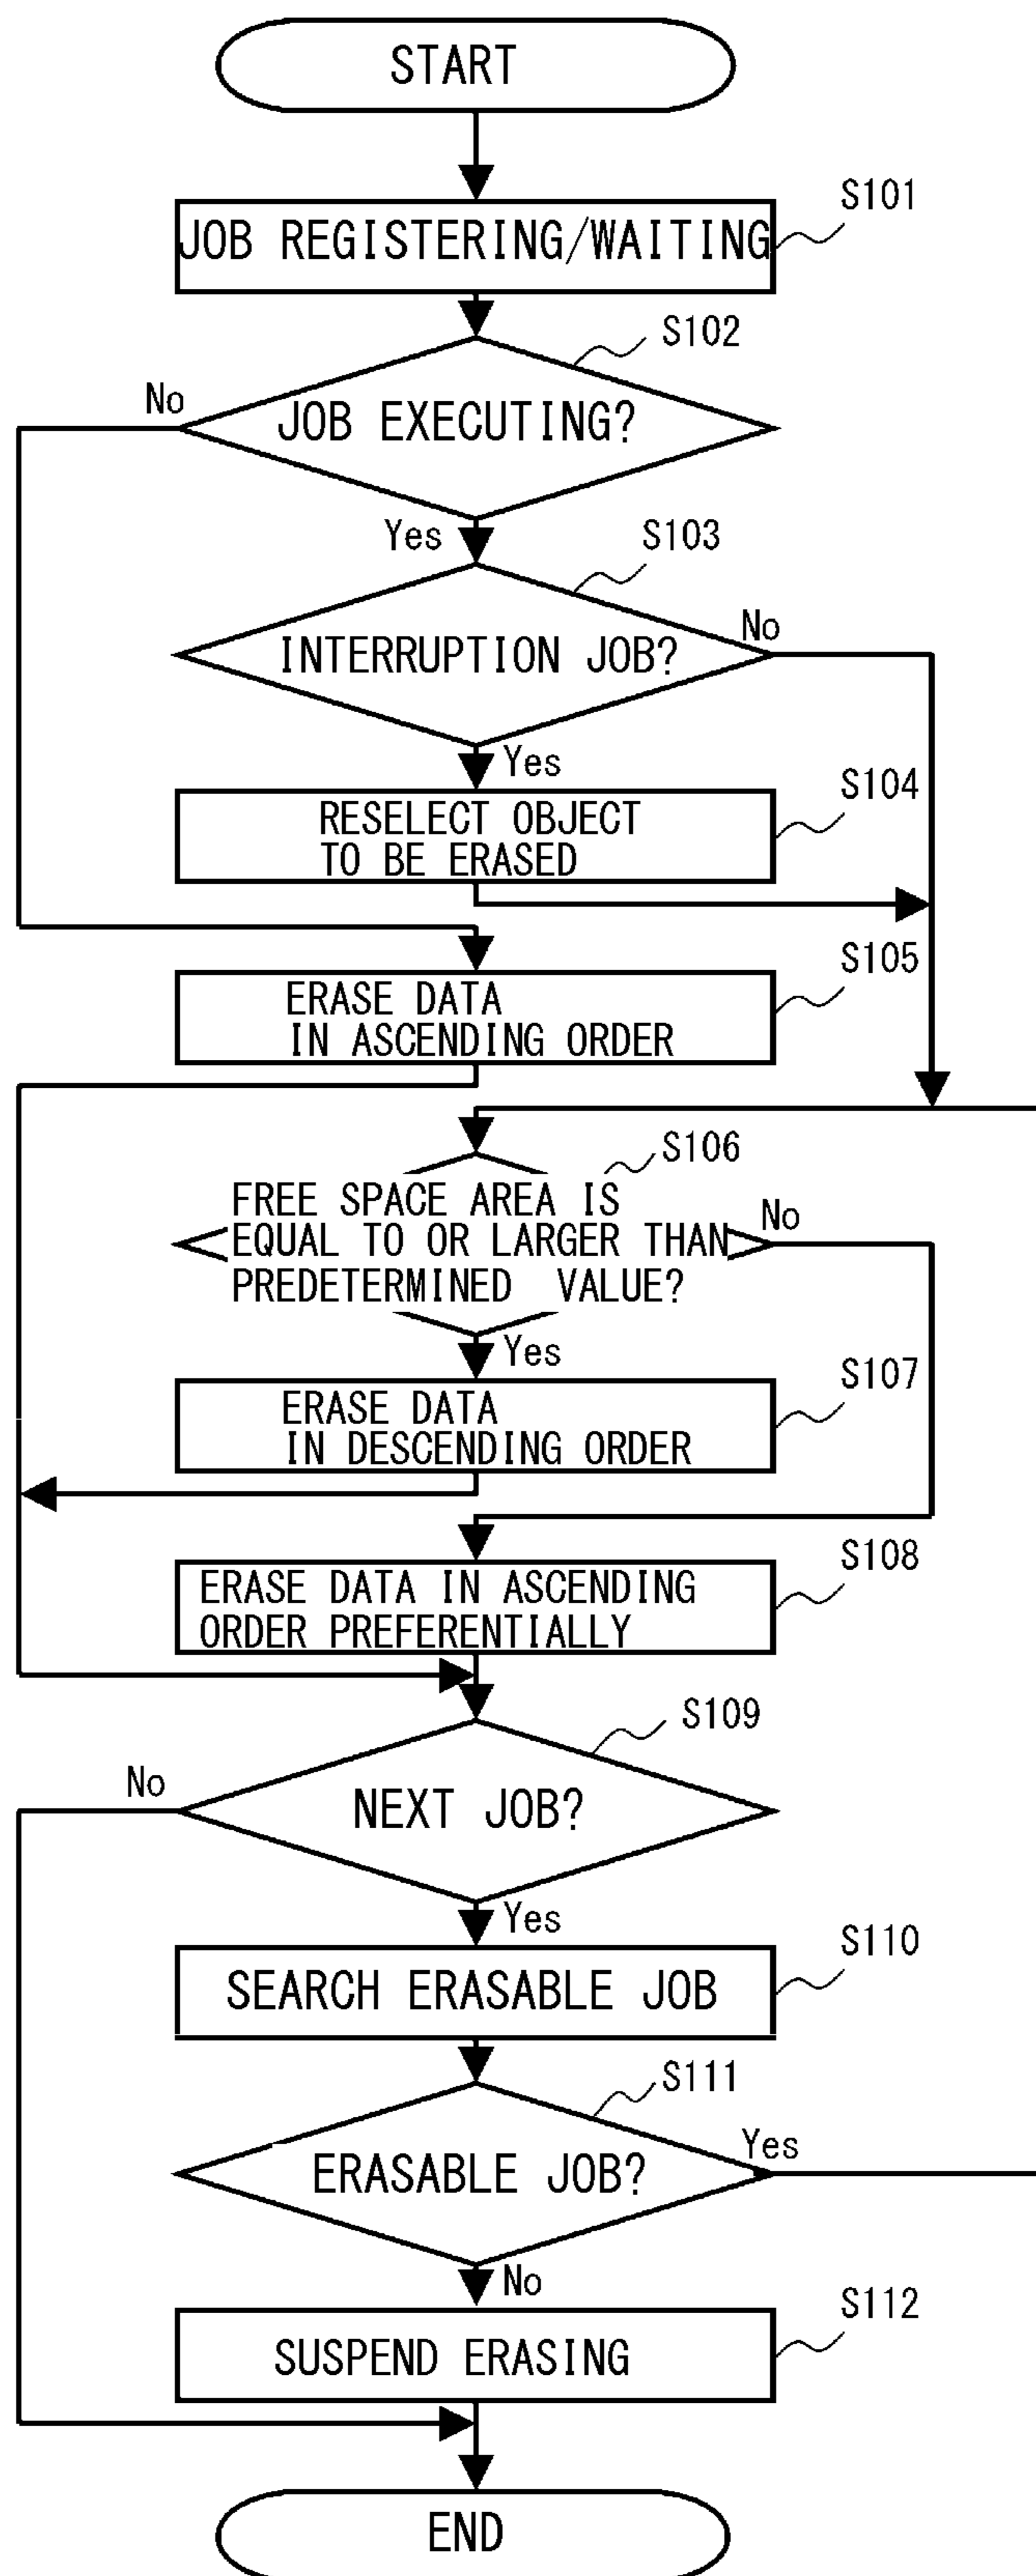 START
S101
JOB REGISTERING/WAITING
S102
No
JOB EXECUTING?
Yes
S103
No
INTERRUPTION JOB?
Yes
S104
RESELECT OBJECT
TO BE ERASED
S105
ERASE DATA
IN ASCENDING ORDER
S106
FREE SPACE AREA IS
No
EQUAL TO OR LARGER THAN
PREDETERMINED VALUE?
Yes
S107
ERASE DATA
IN DESCENDING ORDER
S108
ERASE DATA IN ASCENDING
ORDER PREFERENTIALLY
S109
No
NEXT JOB?
Yes
S110
SEARCH ERASABLE JOB
S111
Yes
ERASABLE JOB?
No
S112
SUSPEND ERASING
END